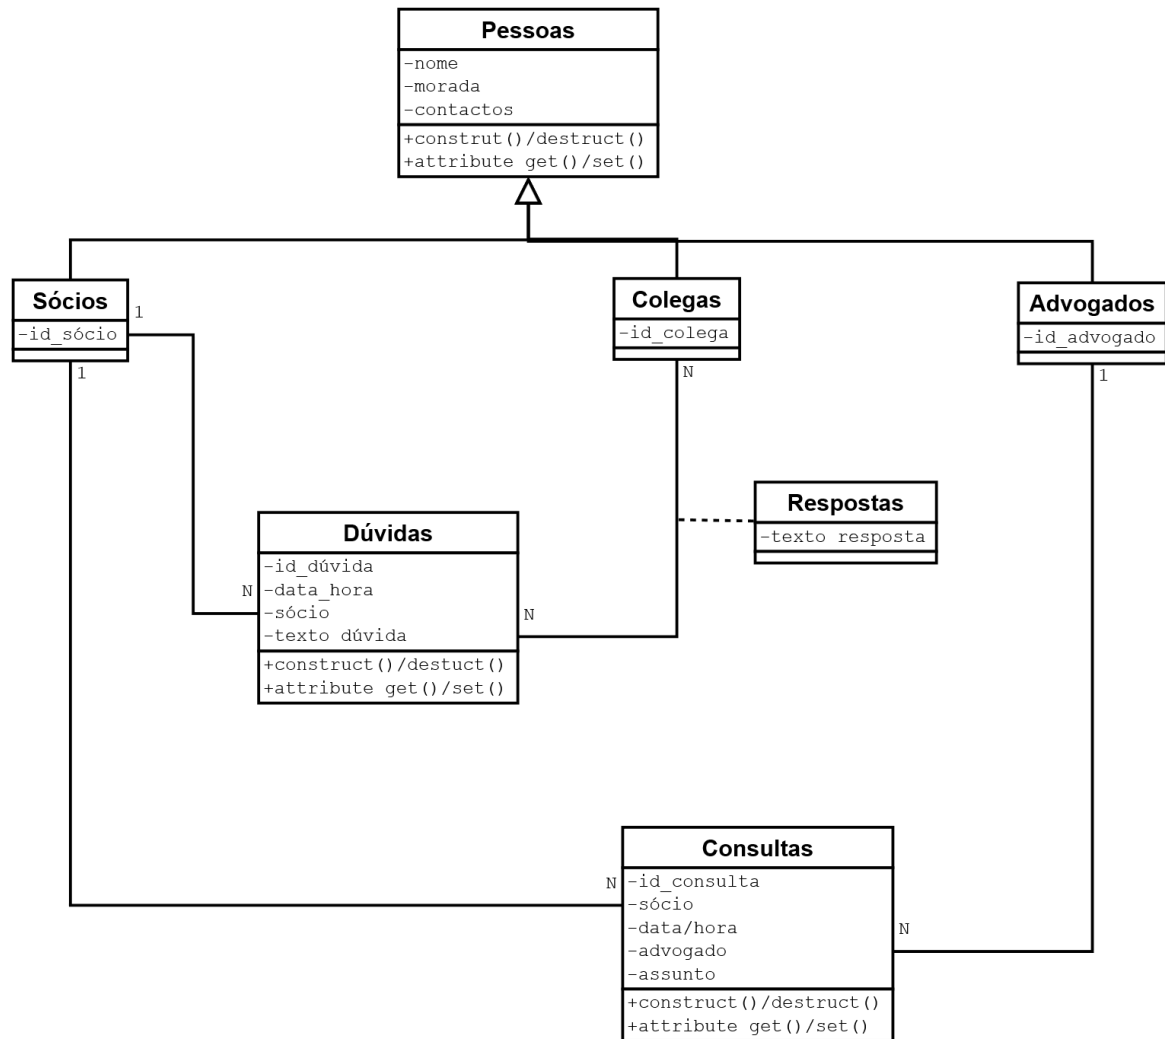 Pessoas
-nome
-morada
-contactos
+construt()/destruct()
+attribute get()/set()
Sócios
-id_sócio
1
1
Colegas
-id_colega
N
Advogados
-id_advogado
1
Respostas
-texto resposta
Dúvidas
-id_dúvida
-data_hora
-sócio
-texto dúvida
+construct()/destuct()
+attribute get()/set()
N
N
Consultas
-id_consulta
-sócio
-data/hora
-advogado
-assunto
+construct()/destruct()
+attribute get()/set()
N
N